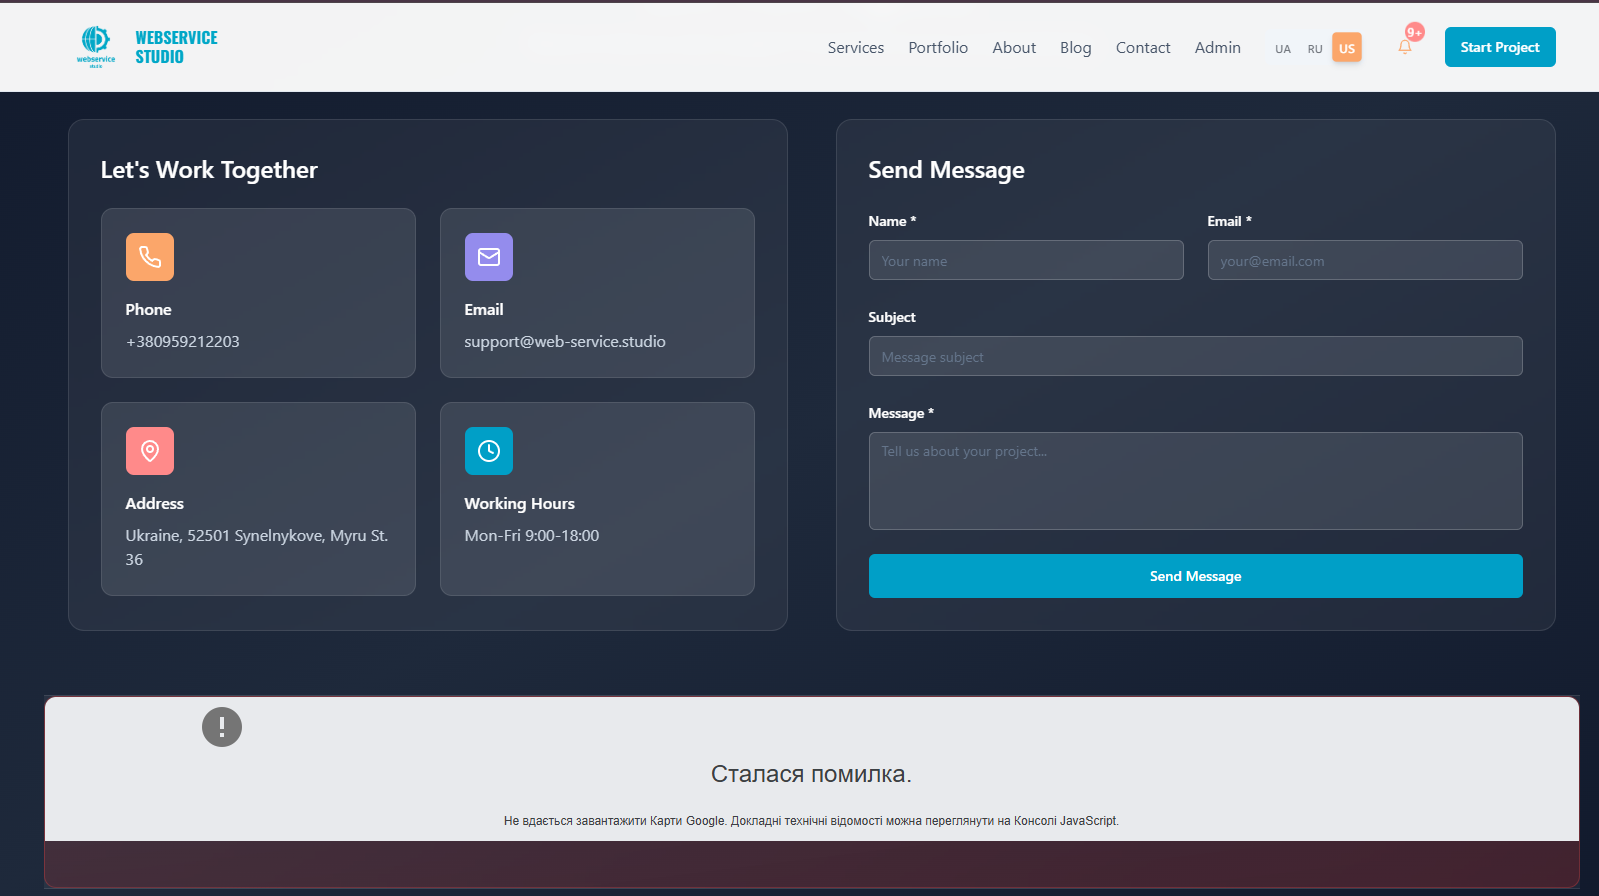 webservice
studio
WEBSERVICE
STUDIO
Services
Portfolio
About
Blog
Contact
Admin
UA
RU
US
9+
Start Project
Let's Work Together
Phone
+380959212203
Email
support@web-service.studio
Address
Ukraine, 52501 Synelnykove, Myru St.
36
Working Hours
Mon-Fri 9:00-18:00
Send Message
Name *
Your name
Email *
your@email.com
Subject
Message subject
Message *
Tell us about your project...
Send Message
Сталася помилка.
Не вдається завантажити Карти Google. Докладні технічні відомості можна переглянути на Консолі JavaScript.